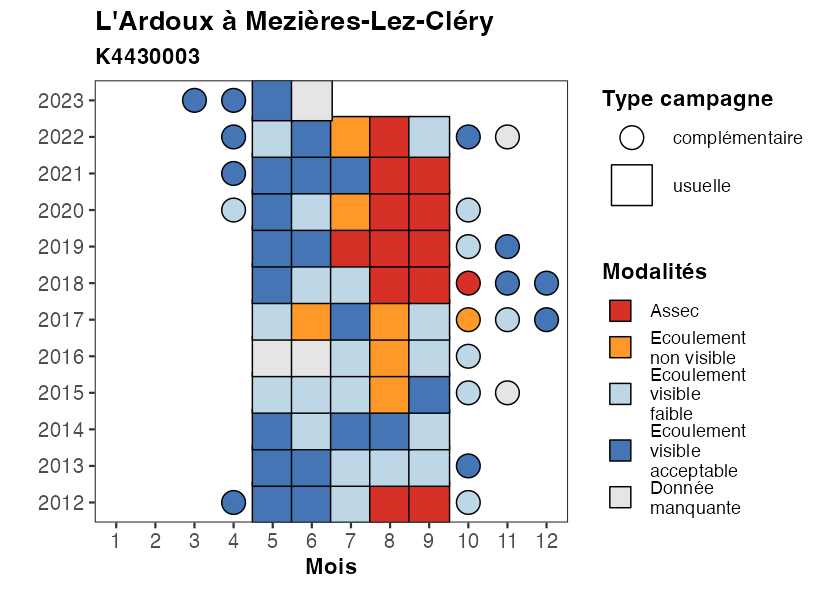 L'Ardoux à Mezières-Lez-Cléry
K4430003
2023
2022
2021
2020
2019
2018
2017
2016
2015
2014
2013
2012
1 2 3 4 5 6 7 8 9 10 11 12
Mois
Type campagne
complémentaire
usuelle
Modalités
Assec
Ecoulement
non visible
Ecoulement
visible
faible
Ecoulement
visible
acceptable
Donnée
manquante